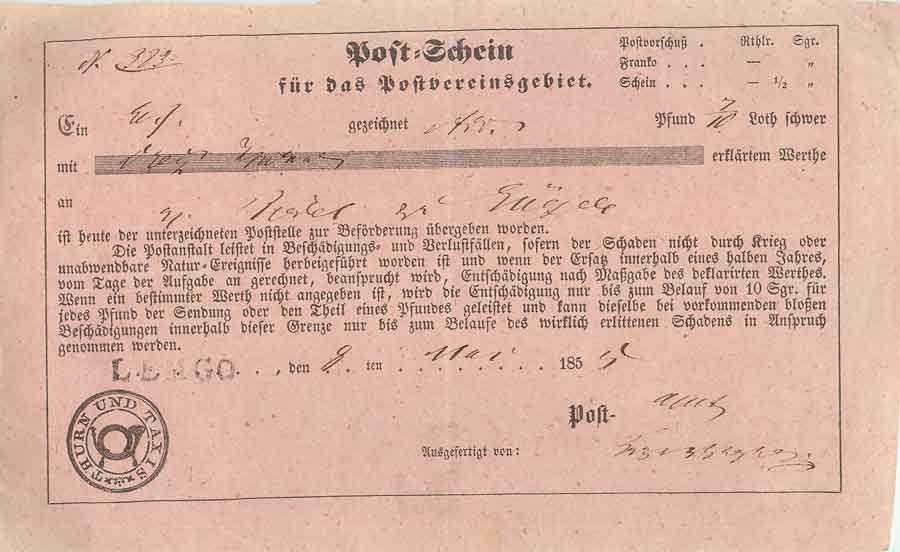 N. 323.
Post-Schein
für das Postvereinsgebiet.
Postvorschuß . Rthlr. Sgr.
Franko . . . — "
Schein . . . — 1/2 "
Ein gezeichnet Pfund 7/10 Loth schwer
mit erklärtem Werthe
an zu
ist heute der unterzeichneten Poststelle zur Beförderung übergeben worden.
Die Postanstalt leistet in Beschädigungs- und Verlustfällen, sofern der Schaden nicht durch Krieg oder
unabwendbare Natur-Ereignisse herbeigeführt worden ist und wenn der Ersatz innerhalb eines halben Jahres,
vom Tage der Aufgabe an gerechnet, beansprucht wird, Entschädigung nach Maßgabe des deklarirten Werthes.
Wenn ein bestimmter Werth nicht angegeben ist, wird die Entschädigung nur bis zum Belauf von 10 Sgr. für
jedes Pfund der Sendung oder den Theil eines Pfundes geleistet und kann dieselbe bei vorkommenden bloßen
Beschädigungen innerhalb dieser Grenze nur bis zum Belaufe des wirklich erlittenen Schadens in Anspruch
genommen werden.
LEMGO . . , den ten Mai 185
Post- amt
THURN UND TAXIS
Ausgefertigt von: